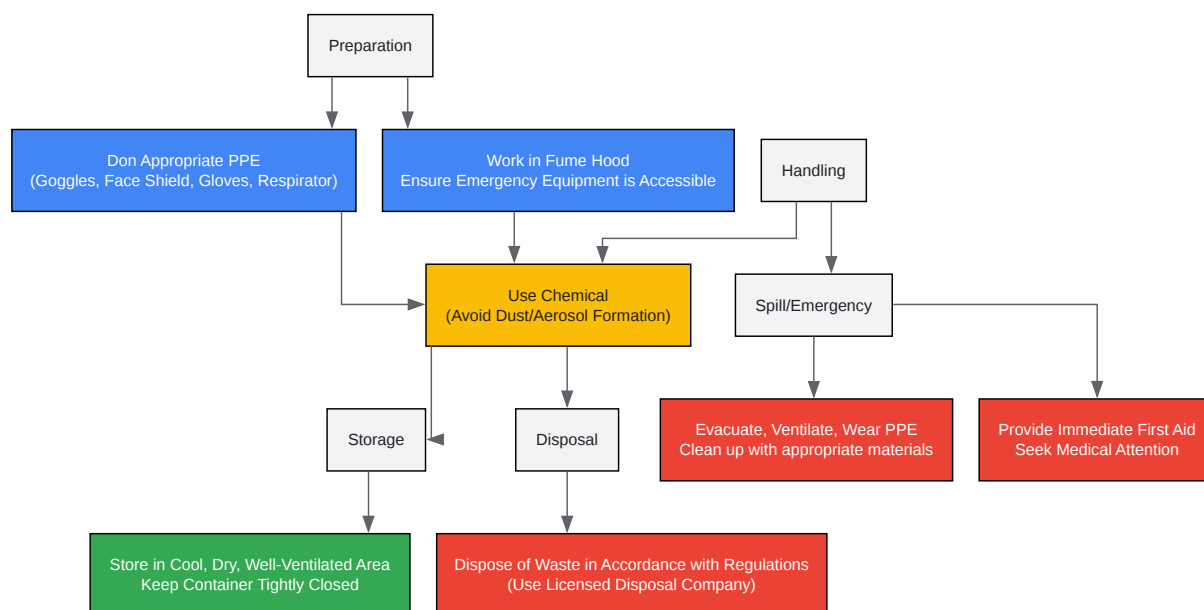 Preparation
Don Appropriate PPE
(Goggles, Face Shield, Gloves, Respirator)
Work in Fume Hood
Ensure Emergency Equipment is Accessible
Handling
Use Chemical
(Avoid Dust/Aerosol Formation)
Spill/Emergency
Storage
Disposal
Evacuate, Ventilate, Wear PPE
Clean up with appropriate materials
Provide Immediate First Aid
Seek Medical Attention
Store in Cool, Dry, Well-Ventilated Area
Keep Container Tightly Closed
Dispose of Waste in Accordance with Regulations
(Use Licensed Disposal Company)